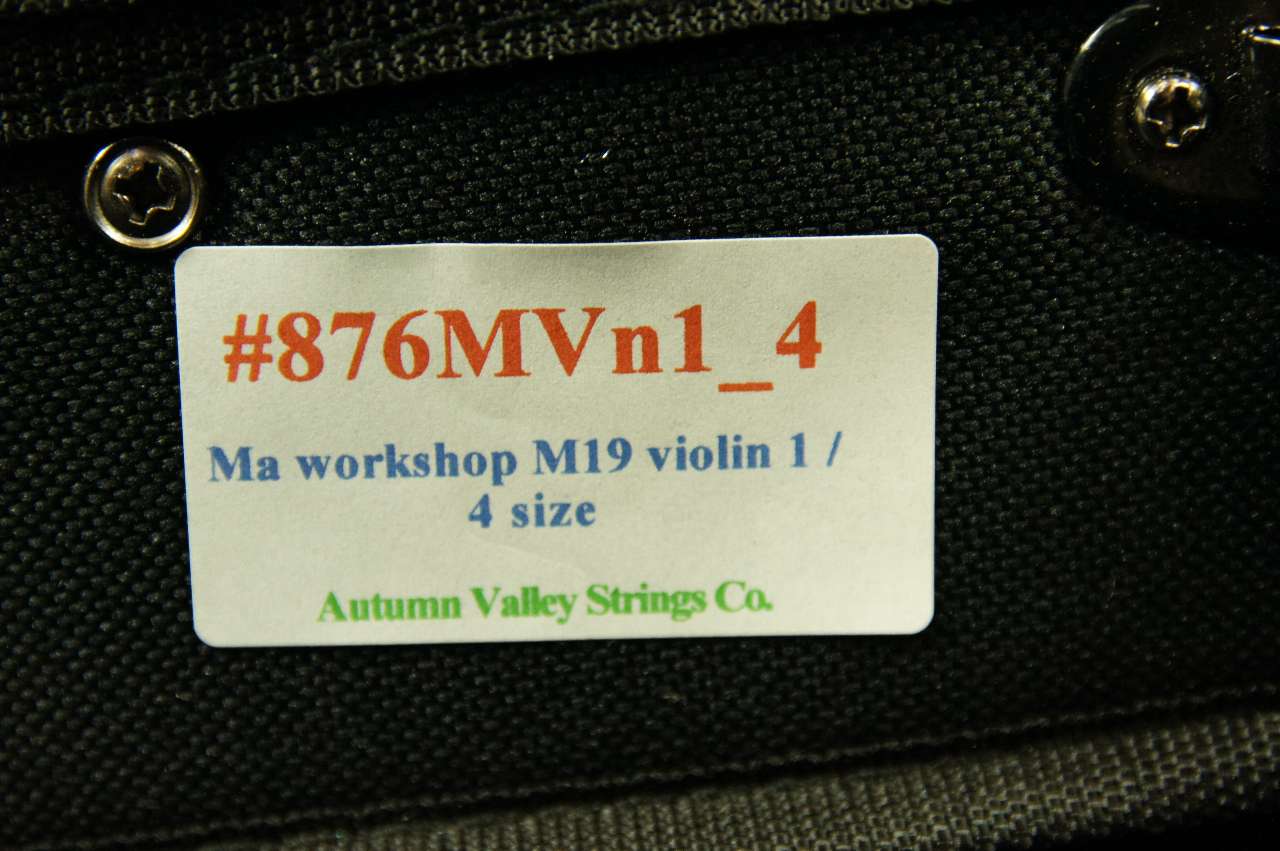 #876MVn1_4
Ma workshop M19 violin 1 /
4 size
Autumn Valley Strings Co.